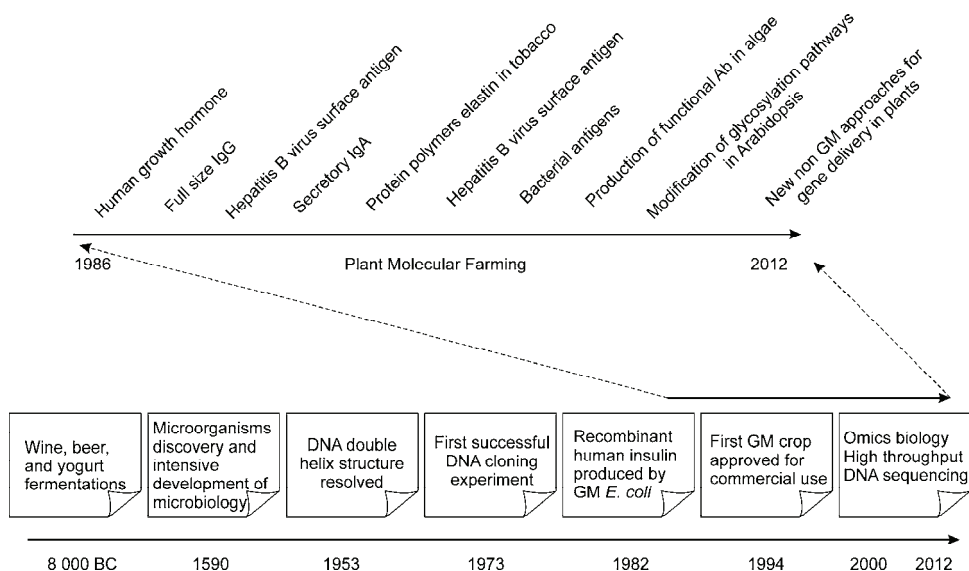 Human growth hormone
Full size IgG
Hepatitis B virus surface antigen
Secretory IgA
Protein polymers elastin in tobacco
Hepatitis B virus surface antigen
Bacterial antigens
Production of functional Ab in algae
Modification of glycosylation pathways
in Arabidopsis
New non GM approaches for
gene delivery in plants
1986
Plant Molecular Farming
2012
Wine, beer,
and yogurt
fermentations
Microorganisms
discovery and
intensive
development of
microbiology
DNA double
helix structure
resolved
First successful
DNA cloning
experiment
Recombinant
human insulin
produced by
GM E. coli
First GM crop
approved for
commercial use
Omics biology
High throughput
DNA sequencing
8 000 BC
1590
1953
1973
1982
1994
2000
2012